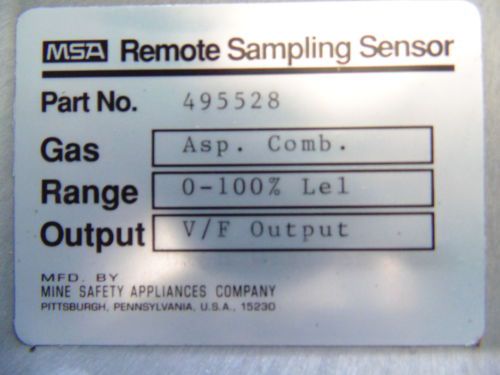 MSA Remote Sampling Sensor
Part No. 495528
Gas Asp. Comb.
Range 0-100% Lel
Output V/F Output
MFD. BY
MINE SAFETY APPLIANCES COMPANY
PITTSBURGH, PENNSYLVANIA, U.S.A., 15230